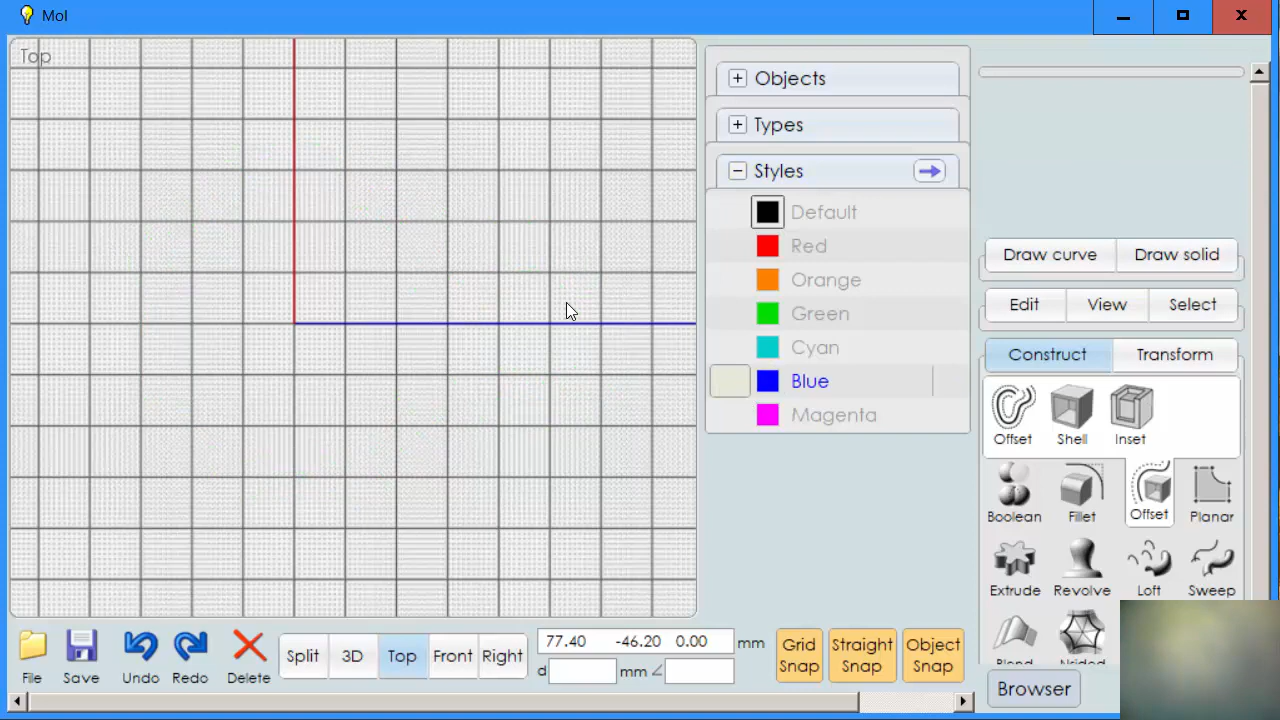 MoI
Top
Objects
Types
Styles
Default
Red
Orange
Green
Cyan
Blue
Magenta
Draw curve Draw solid
Edit View Select
Construct Transform
Offset Shell Inset
Boolean Fillet Offset Planar
Extrude Revolve Loft Sweep
File Save Undo Redo Delete
Split 3D Top Front Right
77.40 -46.20 0.00 mm
d mm
Grid Snap
Straight Snap
Object Snap
Browser